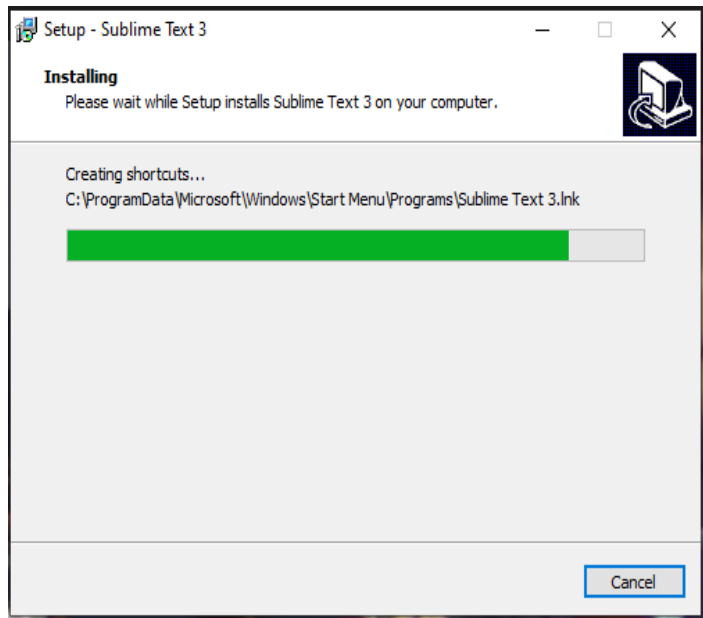 Setup - Sublime Text 3
Installing
Please wait while Setup installs Sublime Text 3 on your computer.
Creating shortcuts...
C:\ProgramData\Microsoft\Windows\Start Menu\Programs\Sublime Text 3.lnk
Cancel